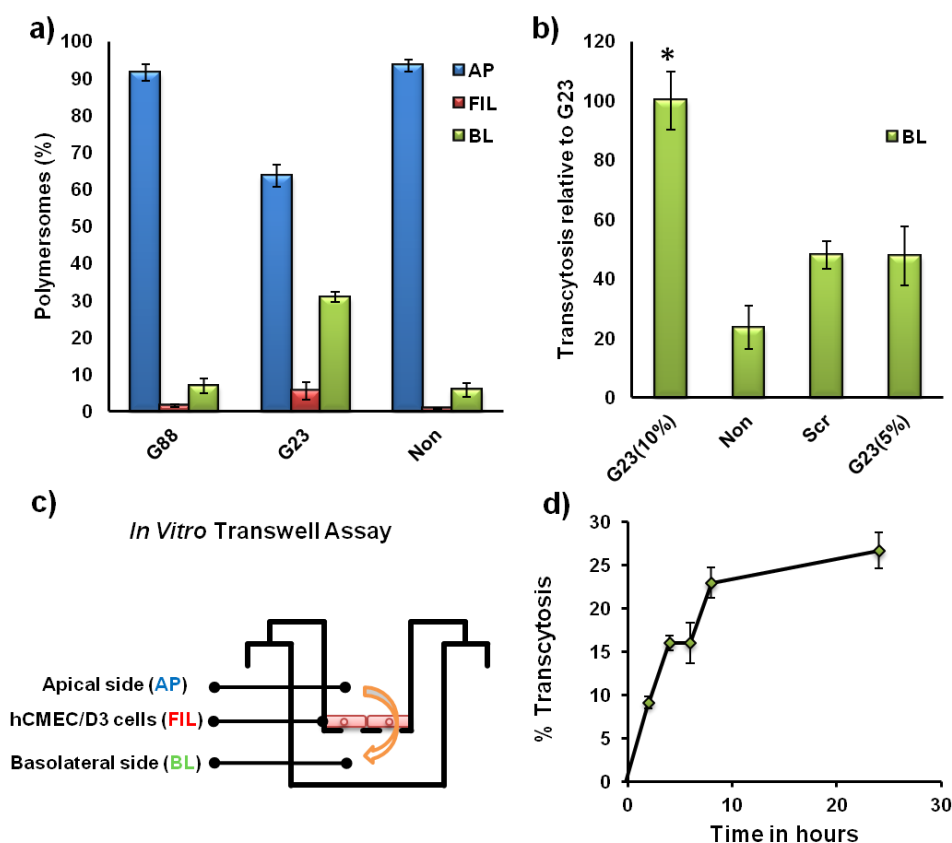 a)
100
90
80
70
60
50
40
30
20
10
0
Polymersomes (%)
AP
FIL
BL
G88
G23
Non
b)
120
100
80
60
40
20
0
Transcytosis relative to G23
*
BL
G23(10%)
Non
Scr
G23(5%)
c)
In Vitro Transwell Assay
Apical side (AP)
hCMEC/D3 cells (FIL)
Basolateral side (BL)
d)
30
25
20
15
10
5
0
% Transcytosis
0
10
20
30
Time in hours